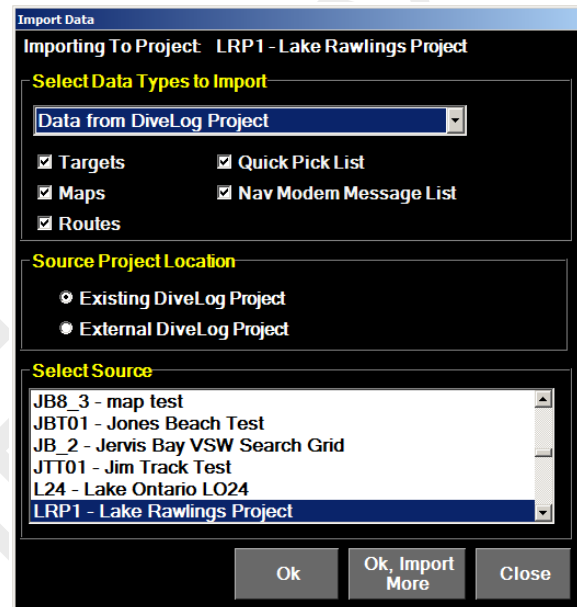 Import Data
Importing To Project: LRP1 - Lake Rawlings Project
Select Data Types to Import
Data from DiveLog Project
Targets
Quick Pick List
Maps
Nav Modem Message List
Routes
Source Project Location
Existing DiveLog Project
External DiveLog Project
Select Source
JB8_3 - map test
JBT01 - Jones Beach Test
JB_2 - Jervis Bay VSW Search Grid
JTT01 - Jim Track Test
L24 - Lake Ontario LO24
LRP1 - Lake Rawlings Project
Ok
Ok, Import
More
Close